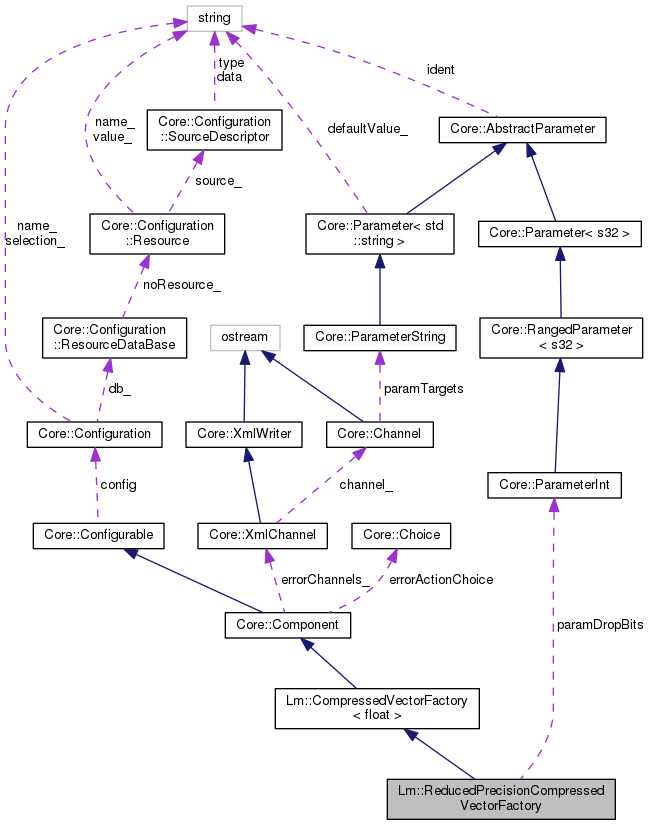 string
type
data
ident
name_
value_
Core::Configuration
::SourceDescriptor
defaultValue_
Core::AbstractParameter
source_
name_
selection_
Core::Configuration
::Resource
Core::Parameter< std
::string >
Core::Parameter< s32 >
noResource_
Core::Configuration
::ResourceDataBase
ostream
Core::ParameterString
Core::RangedParameter
< s32 >
db_
paramTargets
Core::Configuration
Core::XmlWriter
Core::Channel
config
channel_
Core::ParameterInt
Core::Configurable
Core::XmlChannel
Core::Choice
errorChannels_
errorActionChoice
Core::Component
paramDropBits
Lm::CompressedVectorFactory
< float >
Lm::ReducedPrecisionCompressed
VectorFactory